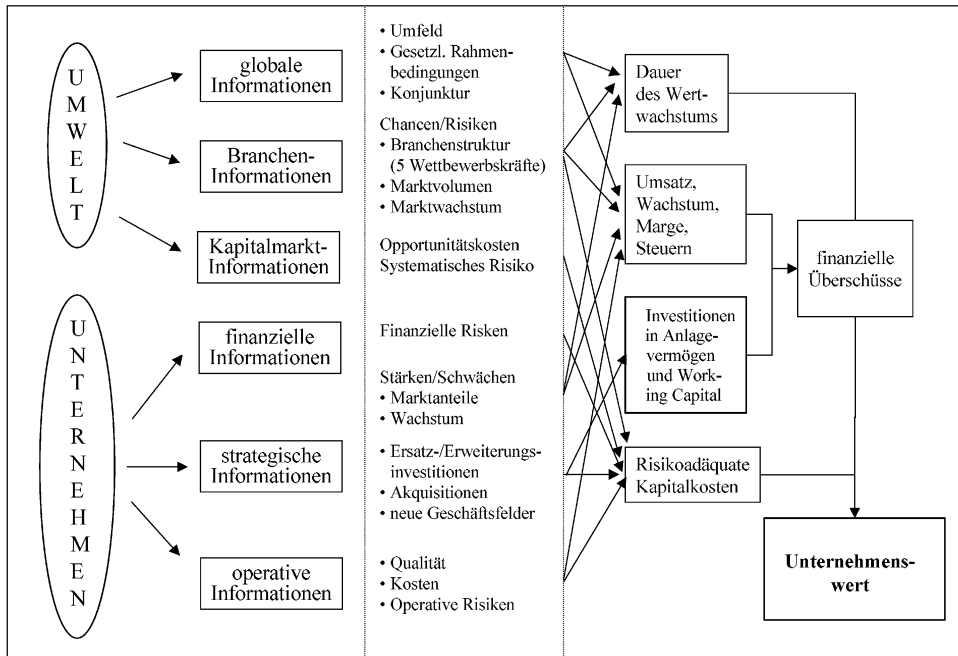 UMWELT
globale
Informationen
Branchen-
Informationen
Kapitalmarkt-
Informationen
UNTERNEHMEN
finanzielle
Informationen
strategische
Informationen
operative
Informationen
• Umfeld
• Gesetzl. Rahmen-
bedingungen
• Konjunktur
Chancen/Risiken
• Branchenstruktur
(5 Wettbewerbskräfte)
• Marktvolumen
• Marktwachstum
Opportunitätskosten
Systematisches Risiko
Finanzielle Risken
Stärken/Schwächen
• Marktanteile
• Wachstum
• Ersatz-/Erweiterungs-
investitionen
• Akquisitionen
• neue Geschäftsfelder
• Qualität
• Kosten
• Operative Risiken
Dauer
des Wert-
wachstums
Umsatz,
Wachstum,
Marge,
Steuern
Investitionen
in Anlage-
vermögen
und Work-
ing Capital
Risikoadäquate
Kapitalkosten
finanzielle
Überschüsse
Unternehmens-
wert